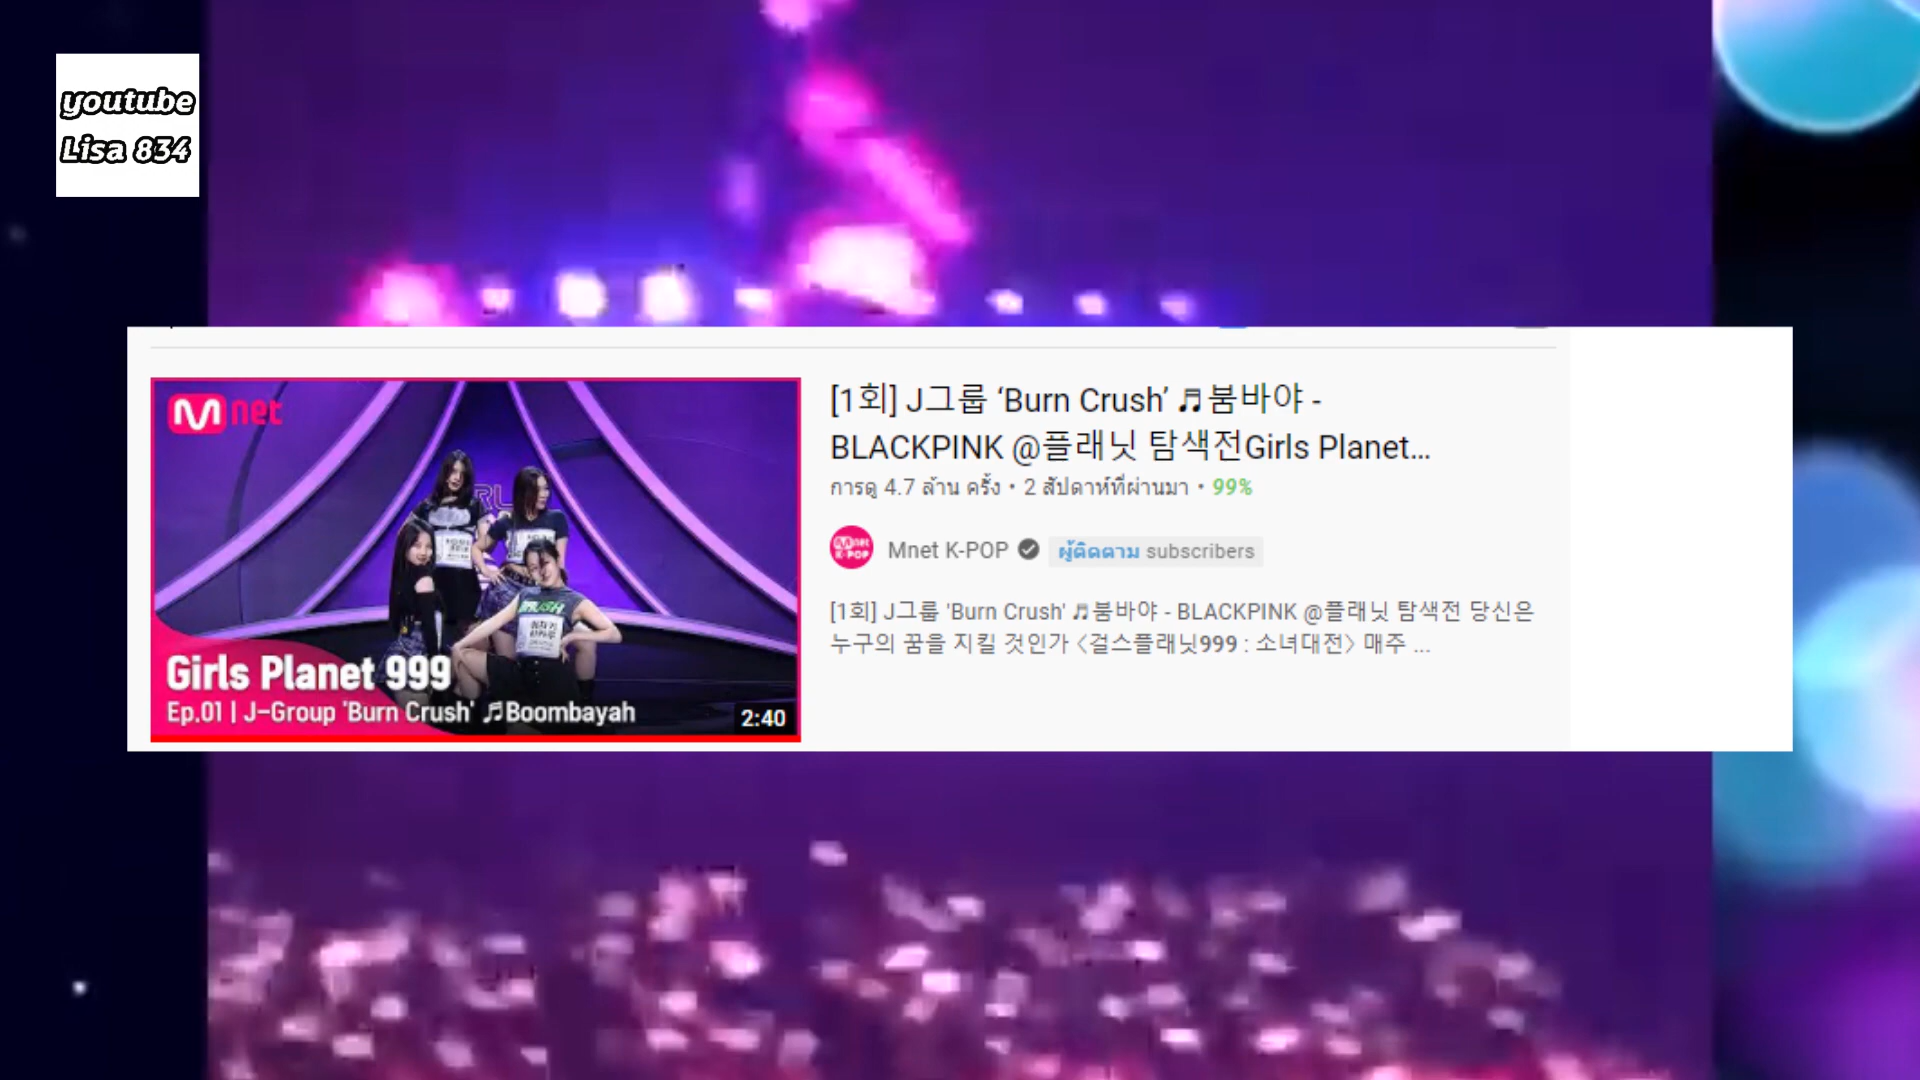 youtube
Lisa 834
[1회] J그룹 ‘Burn Crush’ ♬붐바야 -
BLACKPINK @플래닛 탐색전Girls Planet...
การดู 4.7 ล้าน ครั้ง • 2 สัปดาห์ที่ผ่านมา • 99%
Mnet K-POP
ผู้ติดตาม subscribers
[1회] J그룹 'Burn Crush' ♬붐바야 - BLACKPINK @플래닛 탐색전 당신은
누구의 꿈을 지킬 것인가 <걸스플래닛999 : 소녀대전> 매주 ...
Mnet
Girls Planet 999
Ep.01 | J-Group 'Burn Crush' ♬Boombayah
2:40